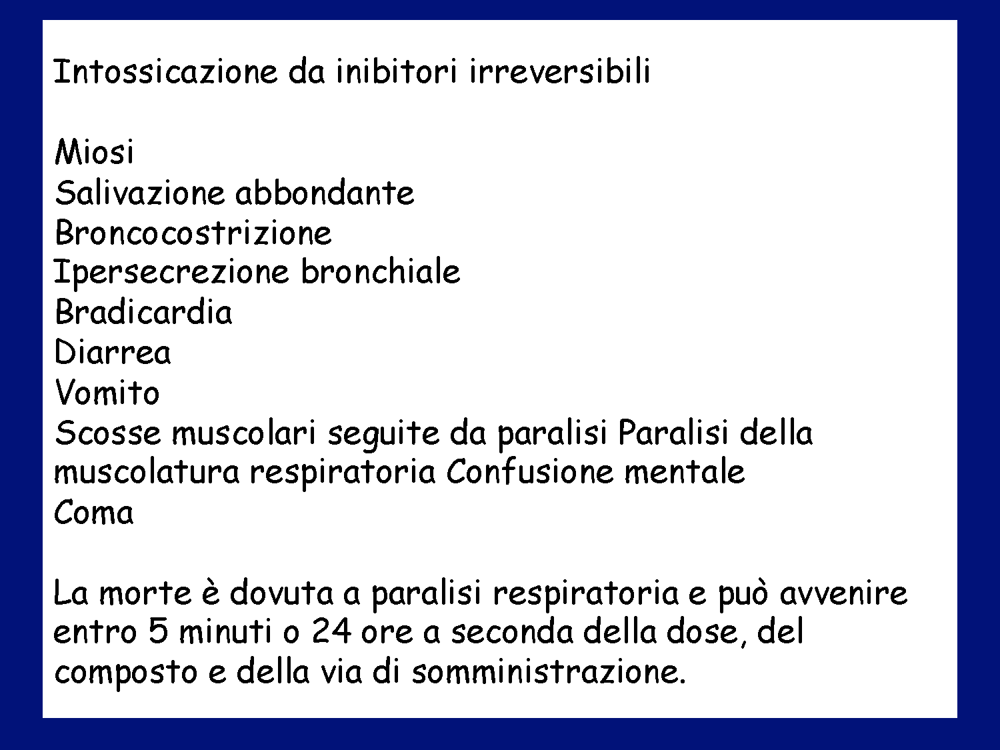 Intossicazione da inibitori irreversibili
Miosi
Salivazione abbondante
Broncocostrizione
Ipersecrezione bronchiale
Bradicardia
Diarrea
Vomito
Scosse muscolari seguite da paralisi Paralisi della
muscolatura respiratoria Confusione mentale
Coma
La morte è dovuta a paralisi respiratoria e può avvenire
entro 5 minuti o 24 ore a seconda della dose, del
composto e della via di somministrazione.